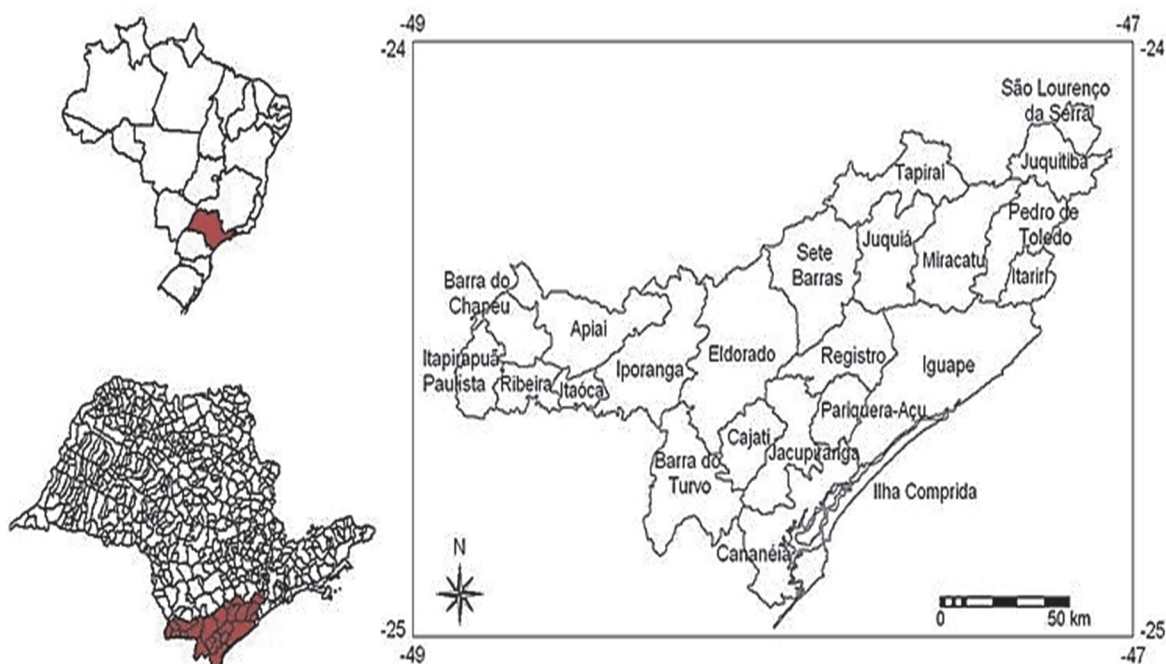 -49
-47
-24
-24
São Lourenço
da Serra
Juquitiba
Tapirai
Pedro de
Toledo
Juquiá
Sete
Barras
Miracatu
Itariri
Barra do
Chapéu
Apiai
Eldorado
Registro
Iguape
Itapirapuã
Paulista
Ribeira
Itaóca
Iporanga
Pariquera-Açu
Cajati
Jacupiranga
Barra do
Turvo
Ilha Comprida
Cananéia
N
0
50 km
-25
-25
-49
-47